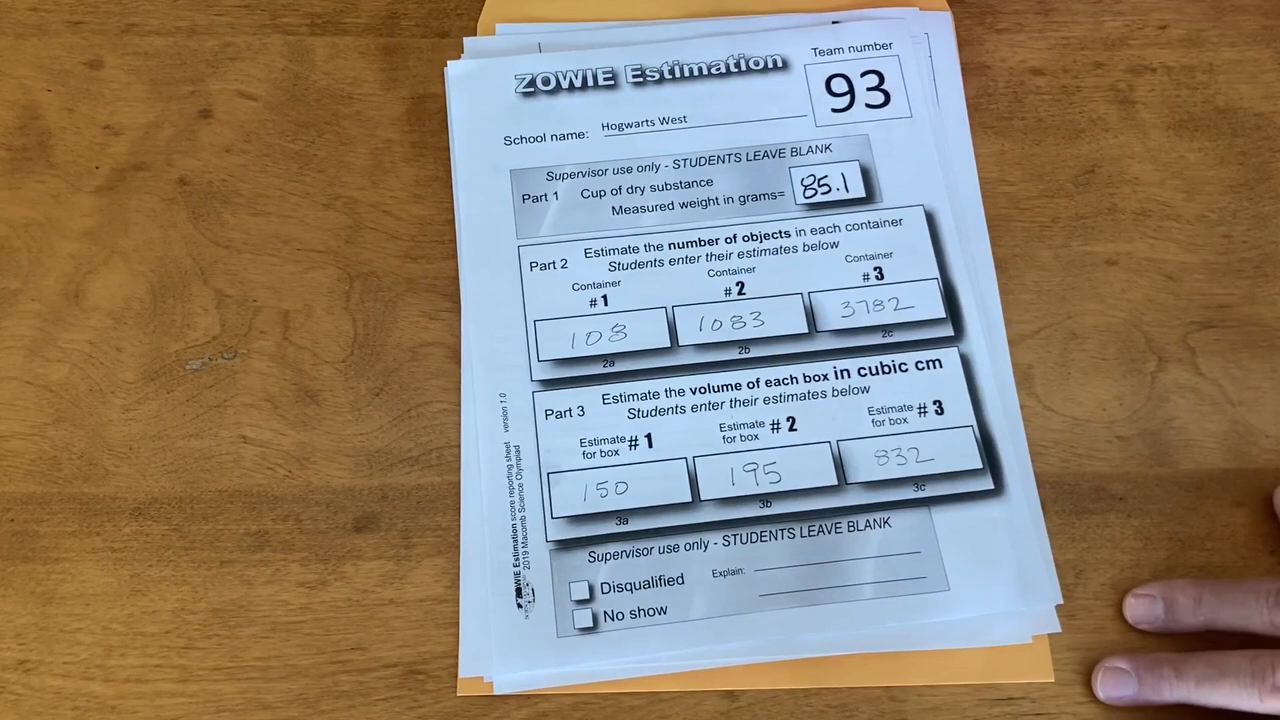 ZOWIE Estimation
Team number
93
School name: Hogwarts West
Supervisor use only - STUDENTS LEAVE BLANK
Part 1 Cup of dry substance
Measured weight in grams= 85.1
Part 2 Estimate the number of objects in each container
Students enter their estimates below
Container #1 Container #2 Container #3
108 1083 3782
2a 2b 2c
Part 3 Estimate the volume of each box in cubic cm
Students enter their estimates below
Estimate for box #1 Estimate for box #2 Estimate for box #3
150 195 832
3a 3b 3c
Supervisor use only - STUDENTS LEAVE BLANK
Disqualified Explain:
No show
ZOWIE Estimation score reporting sheet version 1.0
2019 Macomb Science Olympiad